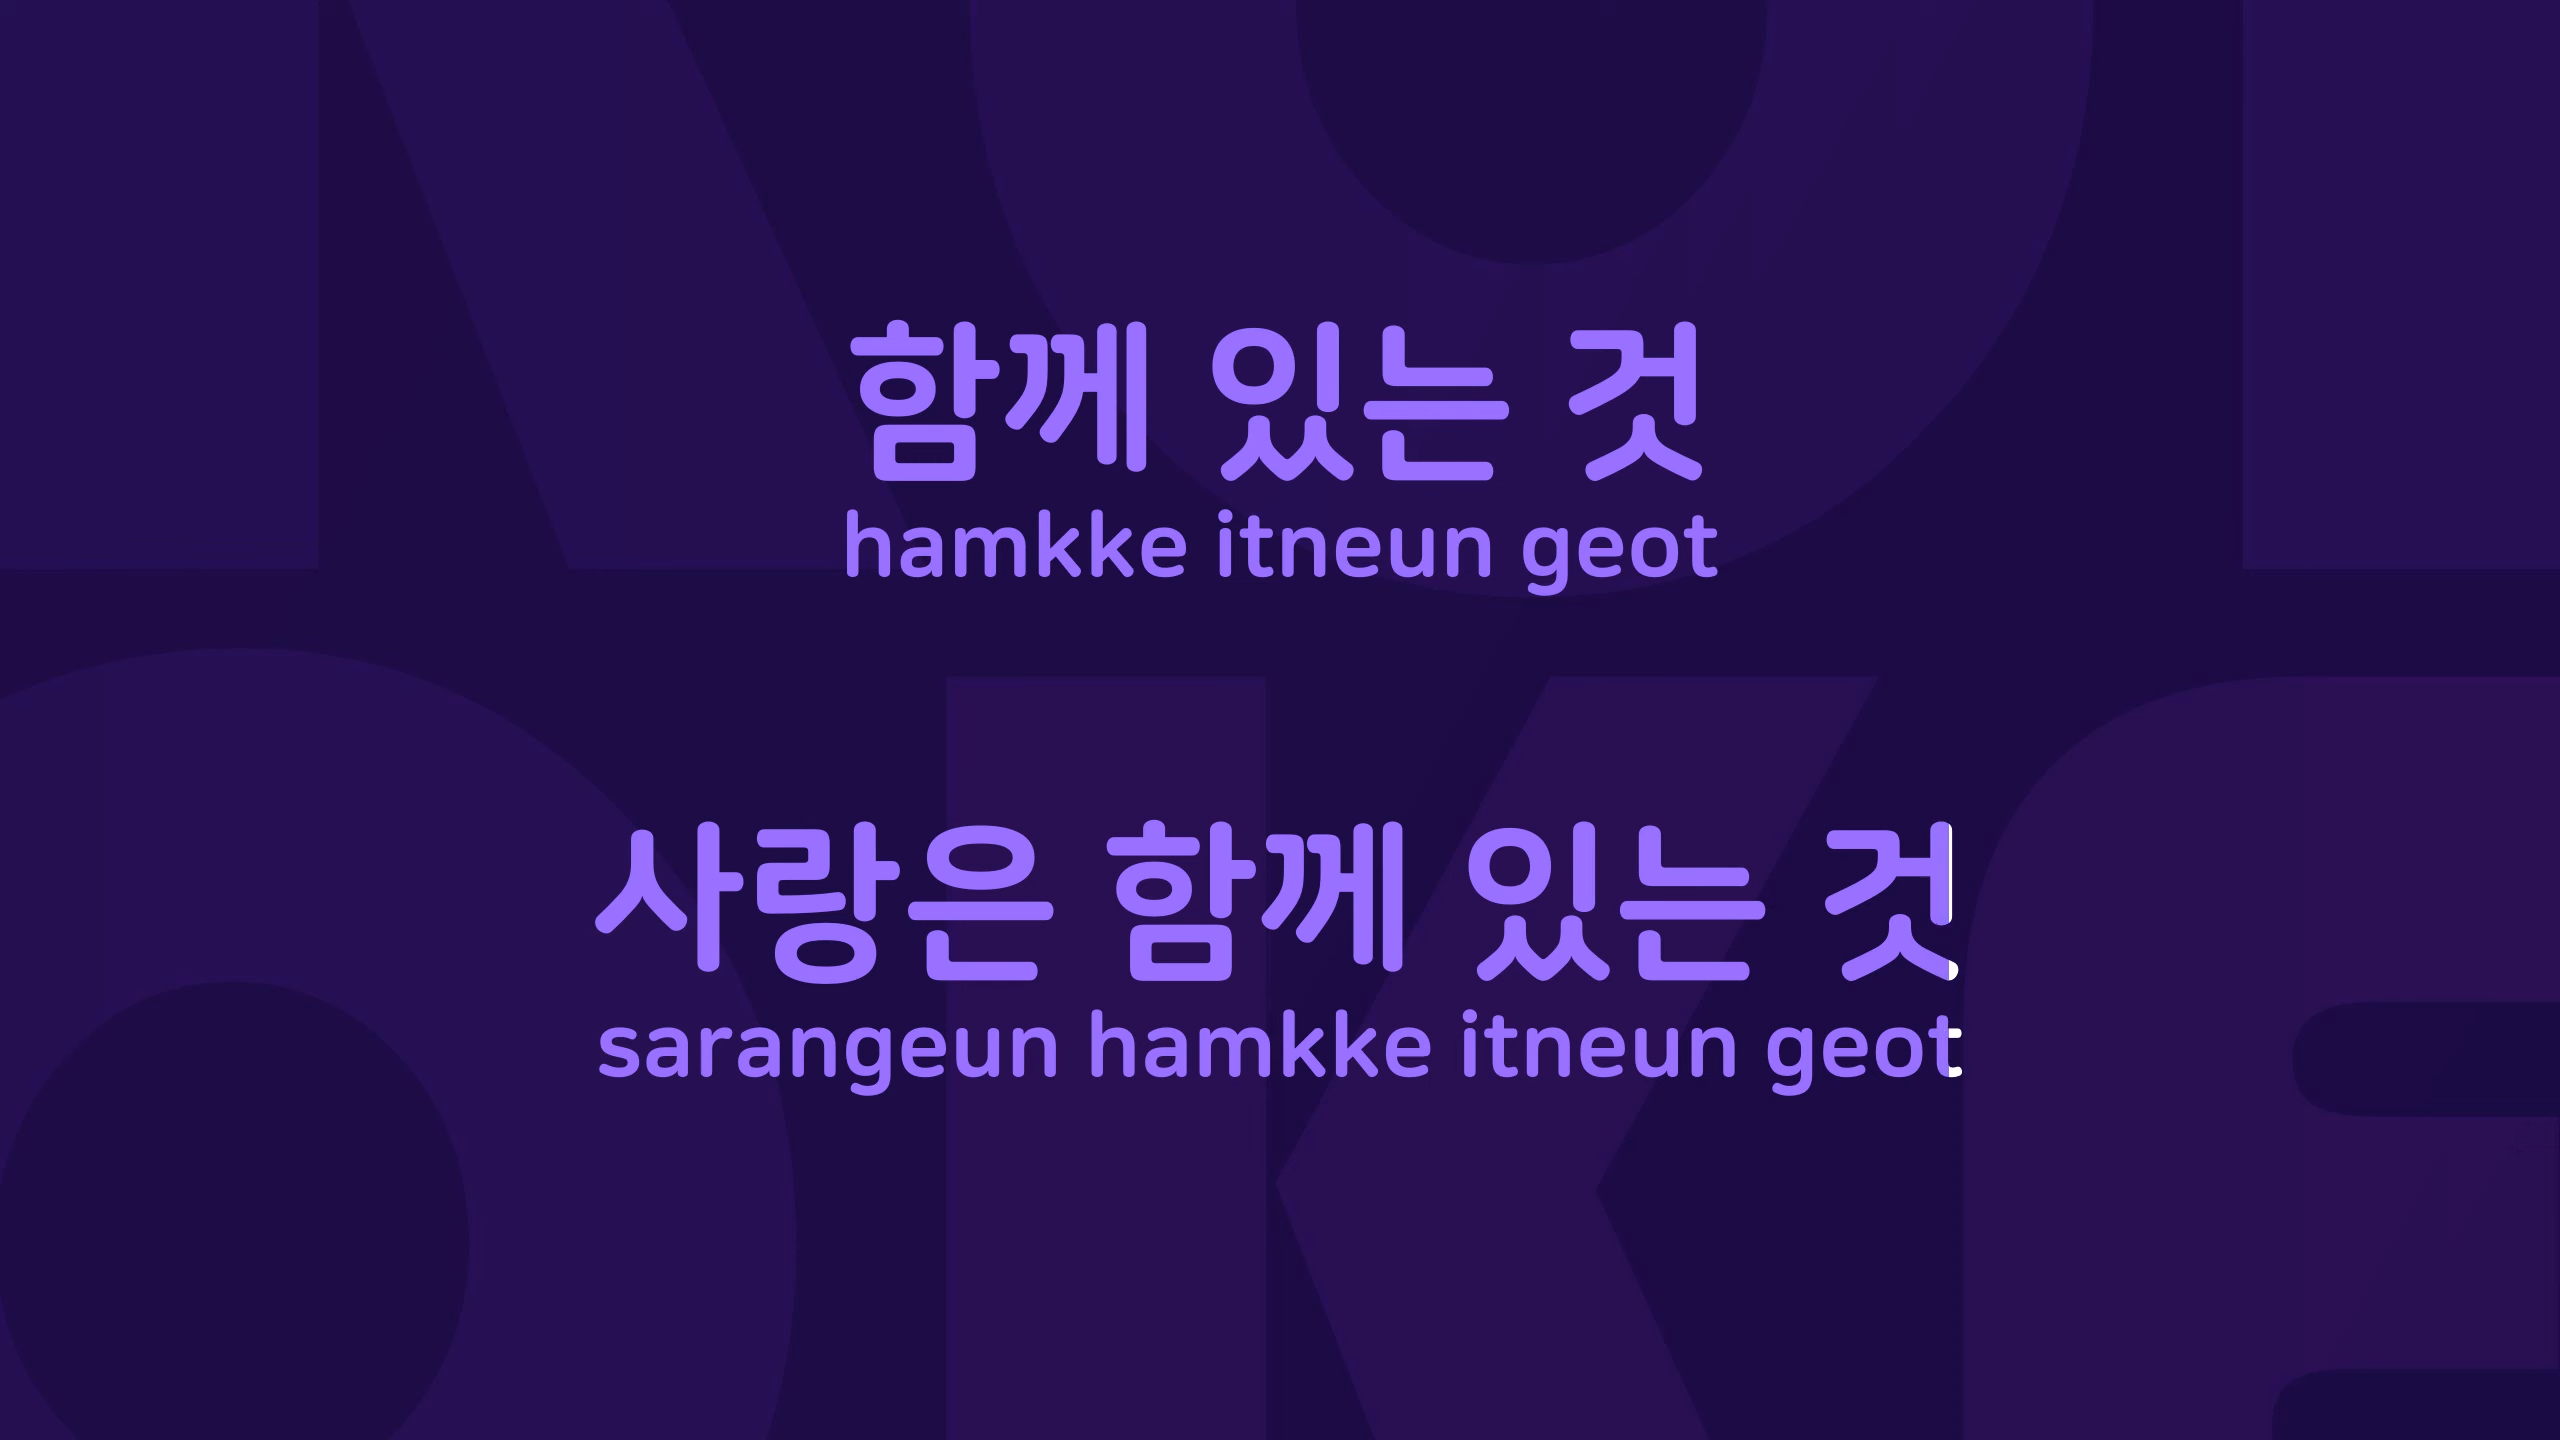 함께 있는 것
hamkke itneun geot
사랑은 함께 있는 것
sarangeun hamkke itneun geot